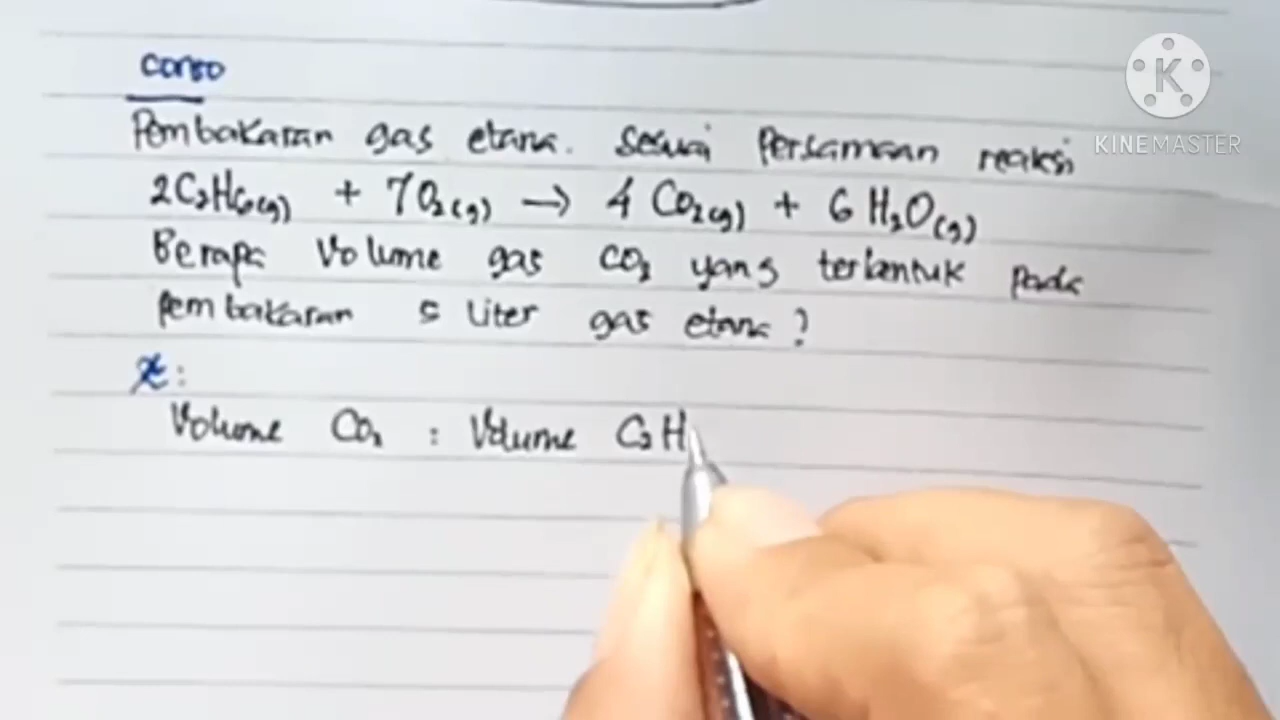 Contoh
Pembakaran gas etana. sesuai Persamaan reaksi
2C₂H₆(g) + 7O₂(g) → 4 CO₂(g) + 6 H₂O(g)
Berapa Volume gas CO₂ yang terbentuk pada
Pembakaran 5 Liter gas etana?
Volume CO₂ : Volume C₂H
K
KINEMASTER